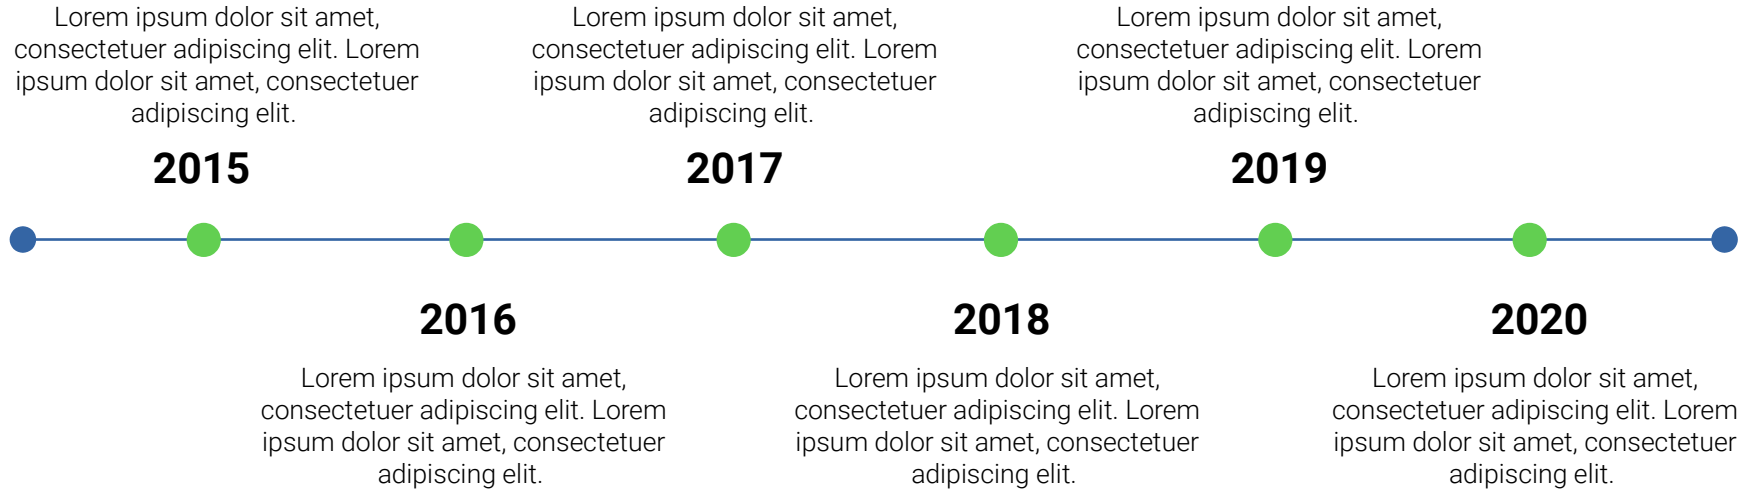 Lorem ipsum dolor sit amet,
consectetuer adipiscing elit. Lorem
ipsum dolor sit amet, consectetuer
adipiscing elit.
2015
Lorem ipsum dolor sit amet,
consectetuer adipiscing elit. Lorem
ipsum dolor sit amet, consectetuer
adipiscing elit.
2017
Lorem ipsum dolor sit amet,
consectetuer adipiscing elit. Lorem
ipsum dolor sit amet, consectetuer
adipiscing elit.
2019
2016
Lorem ipsum dolor sit amet,
consectetuer adipiscing elit. Lorem
ipsum dolor sit amet, consectetuer
adipiscing elit.
2018
Lorem ipsum dolor sit amet,
consectetuer adipiscing elit. Lorem
ipsum dolor sit amet, consectetuer
adipiscing elit.
2020
Lorem ipsum dolor sit amet,
consectetuer adipiscing elit. Lorem
ipsum dolor sit amet, consectetuer
adipiscing elit.